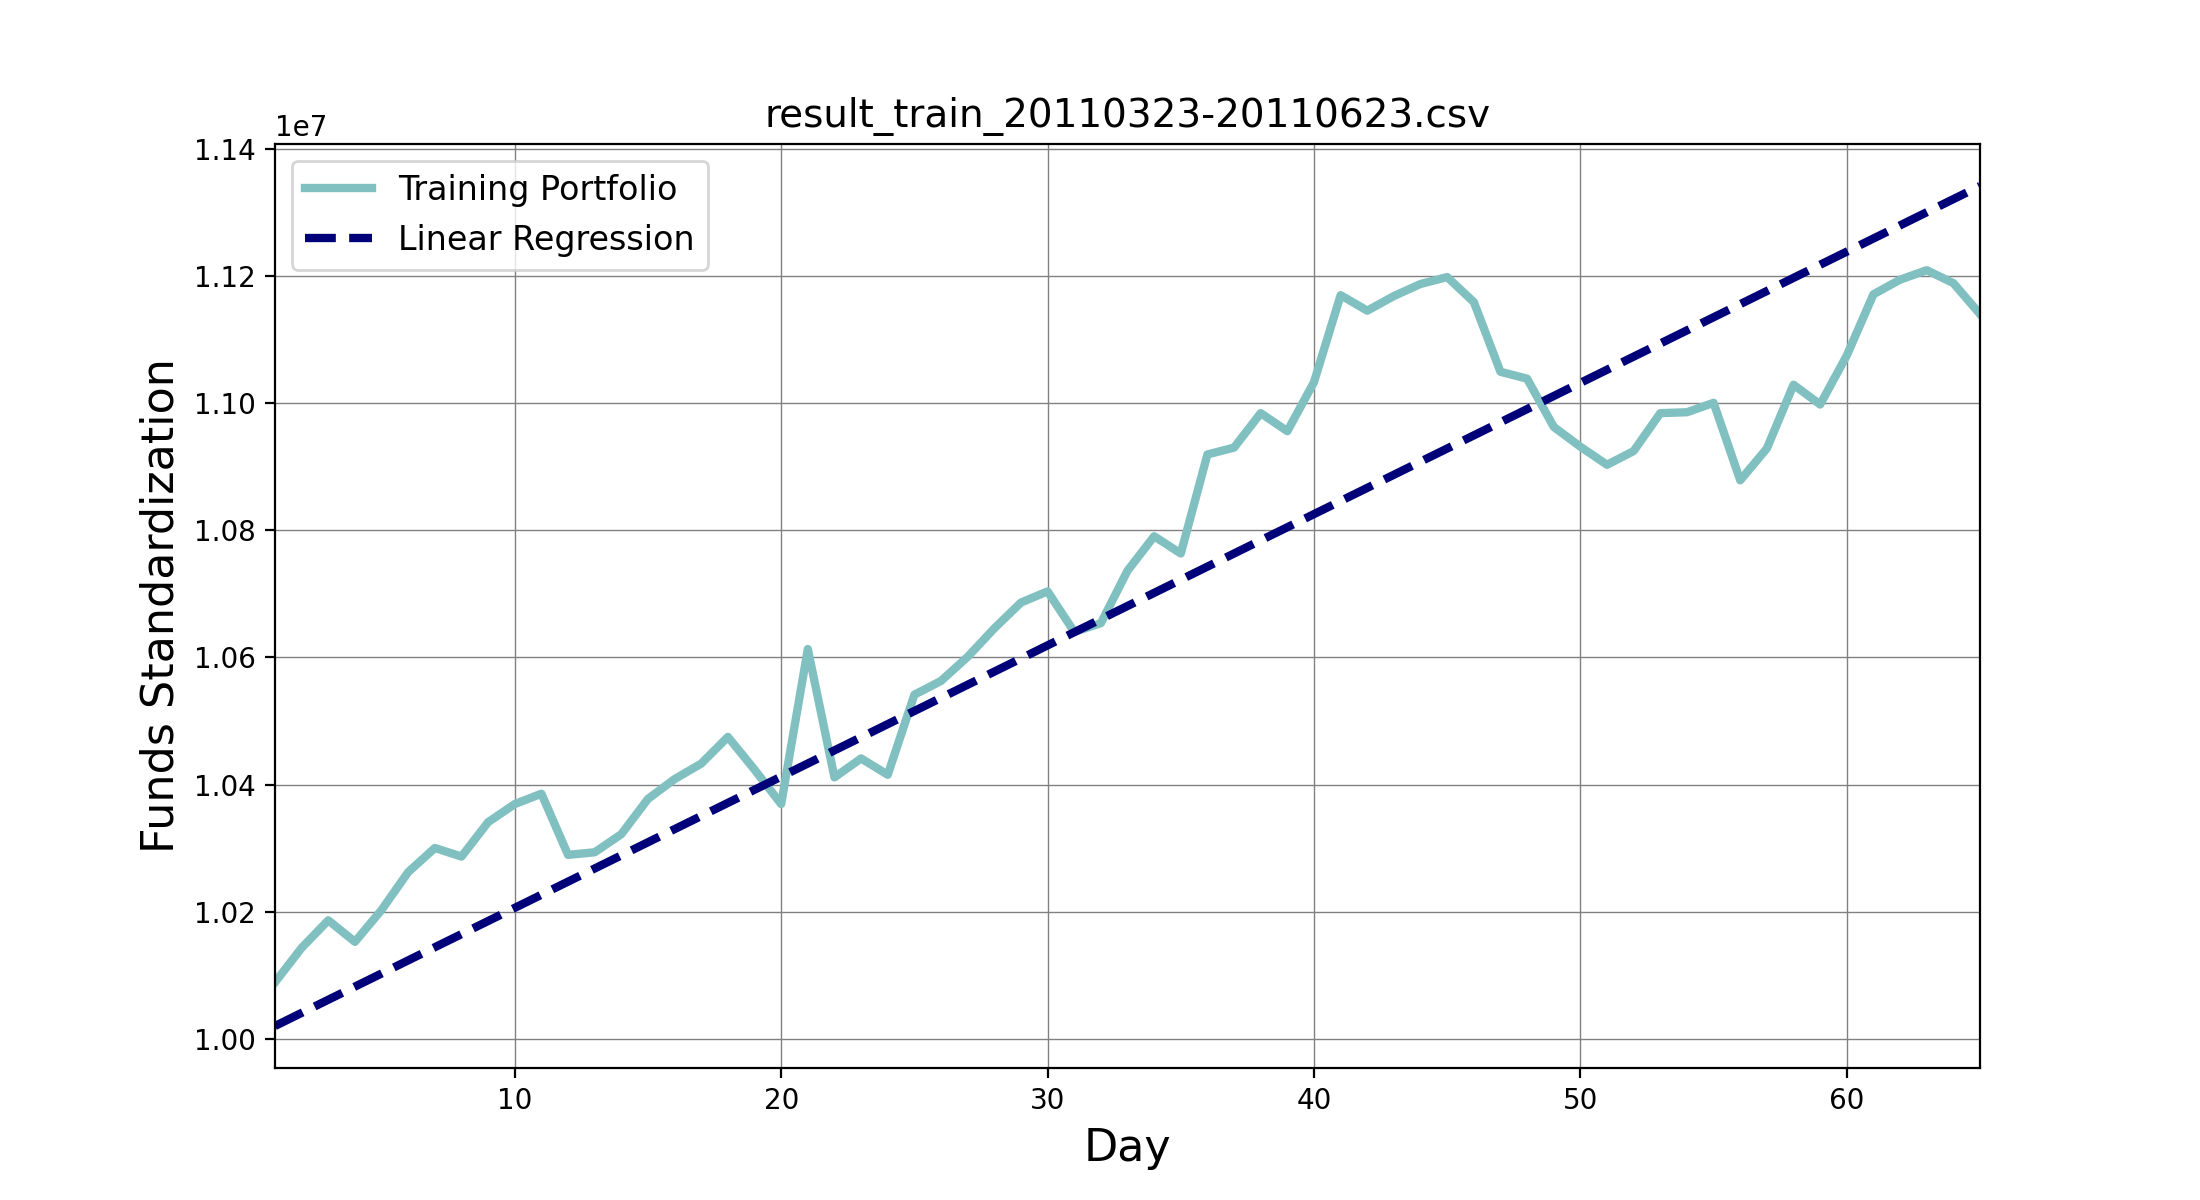 result_train_20110323-20110623.csv
1e7
1.14
1.12
1.10
1.08
1.06
1.04
1.02
1.00
Funds Standardization
Training Portfolio
Linear Regression
10 20 30 40 50 60
Day